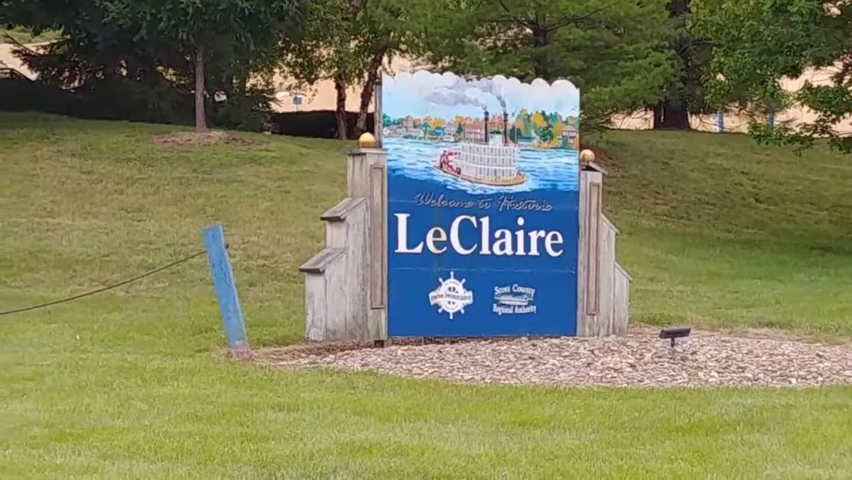 Welcome to Historic
LeClaire
Scott County
Regional Authority